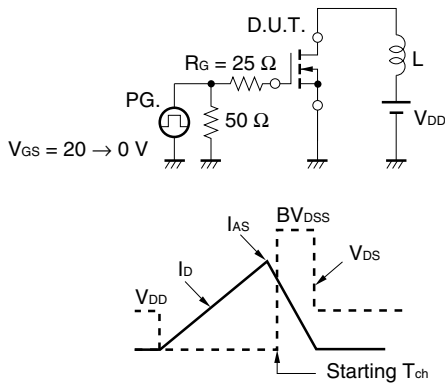 D.U.T.
RG = 25 Ω
L
PG.
50 Ω
VDD
VGS = 20 → 0 V
BVDSS
IAS
ID
VDS
VDD
Starting Tch